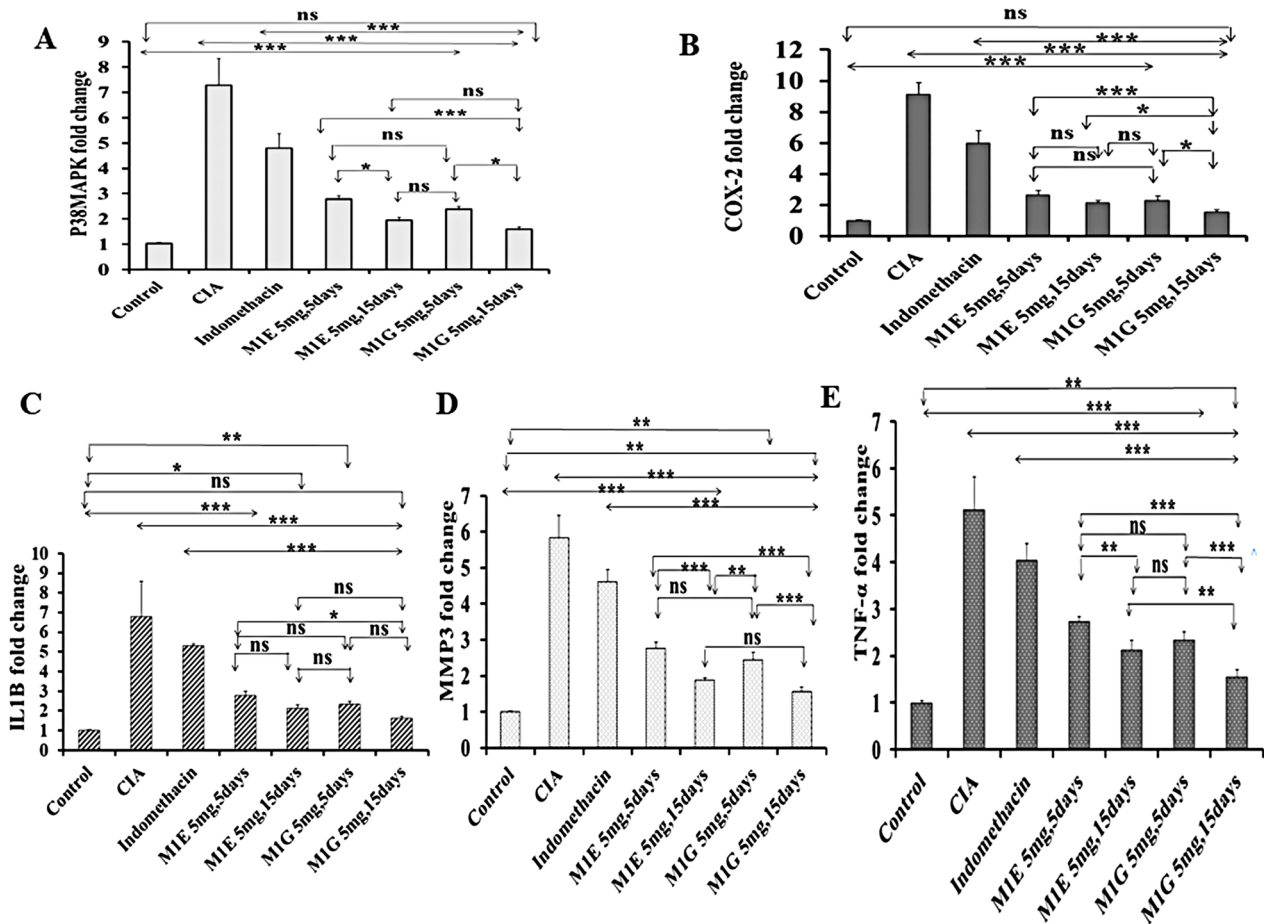 A
ns
***
***
***
P38MAPK fold change
9
8
7
6
5
4
3
2
1
0
ns
***
ns
*
*
ns
Control
CIA
Indomethacin
M1E 5mg,5days
M1E 5mg,15days
M1G 5mg,5days
M1G 5mg,15days
B
ns
***
***
***
COX-2 fold change
12
10
8
6
4
2
0
***
*
ns
ns
ns
*
Control
CIA
Indomethacin
M1E 5mg,5days
M1E 5mg,15days
M1G 5mg,5days
M1G 5mg,15days
C
**
*
ns
***
***
***
IL1B fold change
10
9
8
7
6
5
4
3
2
1
0
ns
*
ns
ns
ns
ns
Control
CIA
Indomethacin
M1E 5mg,5days
M1E 5mg,15days
M1G 5mg,5days
M1G 5mg,15days
D
**
**
***
***
***
MMP3 fold change
7
6
5
4
3
2
1
0
***
***
**
ns
***
ns
Control
CIA
Indomethacin
M1E 5mg,5days
M1E 5mg,15days
M1G 5mg,5days
M1G 5mg,15days
E
**
***
***
***
TNF-α fold change
7
6
5
4
3
2
1
0
***
ns
**
***
ns
**
^
Control
CIA
Indomethacin
M1E 5mg,5days
M1E 5mg,15days
M1G 5mg,5days
M1G 5mg,15days